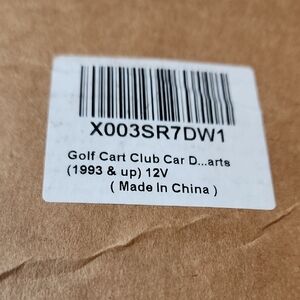 X003SR7DW1
Golf Cart Club Car D...arts
(1993 & up) 12V
( Made In China )